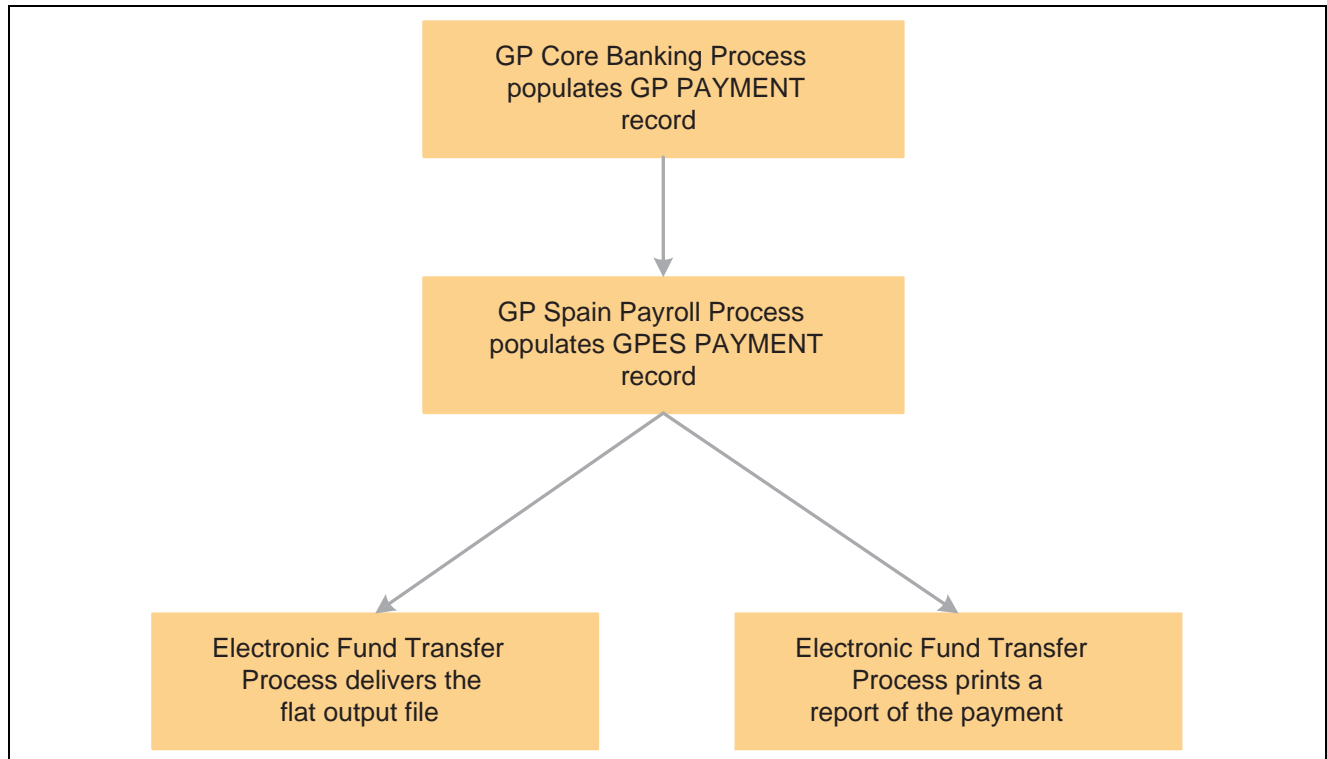 GP Core Banking Process
populates GP PAYMENT
record
GP Spain Payroll Process
populates GPES PAYMENT
record
Electronic Fund Transfer
Process delivers the
flat output file
Electronic Fund Transfer
Process prints a
report of the payment